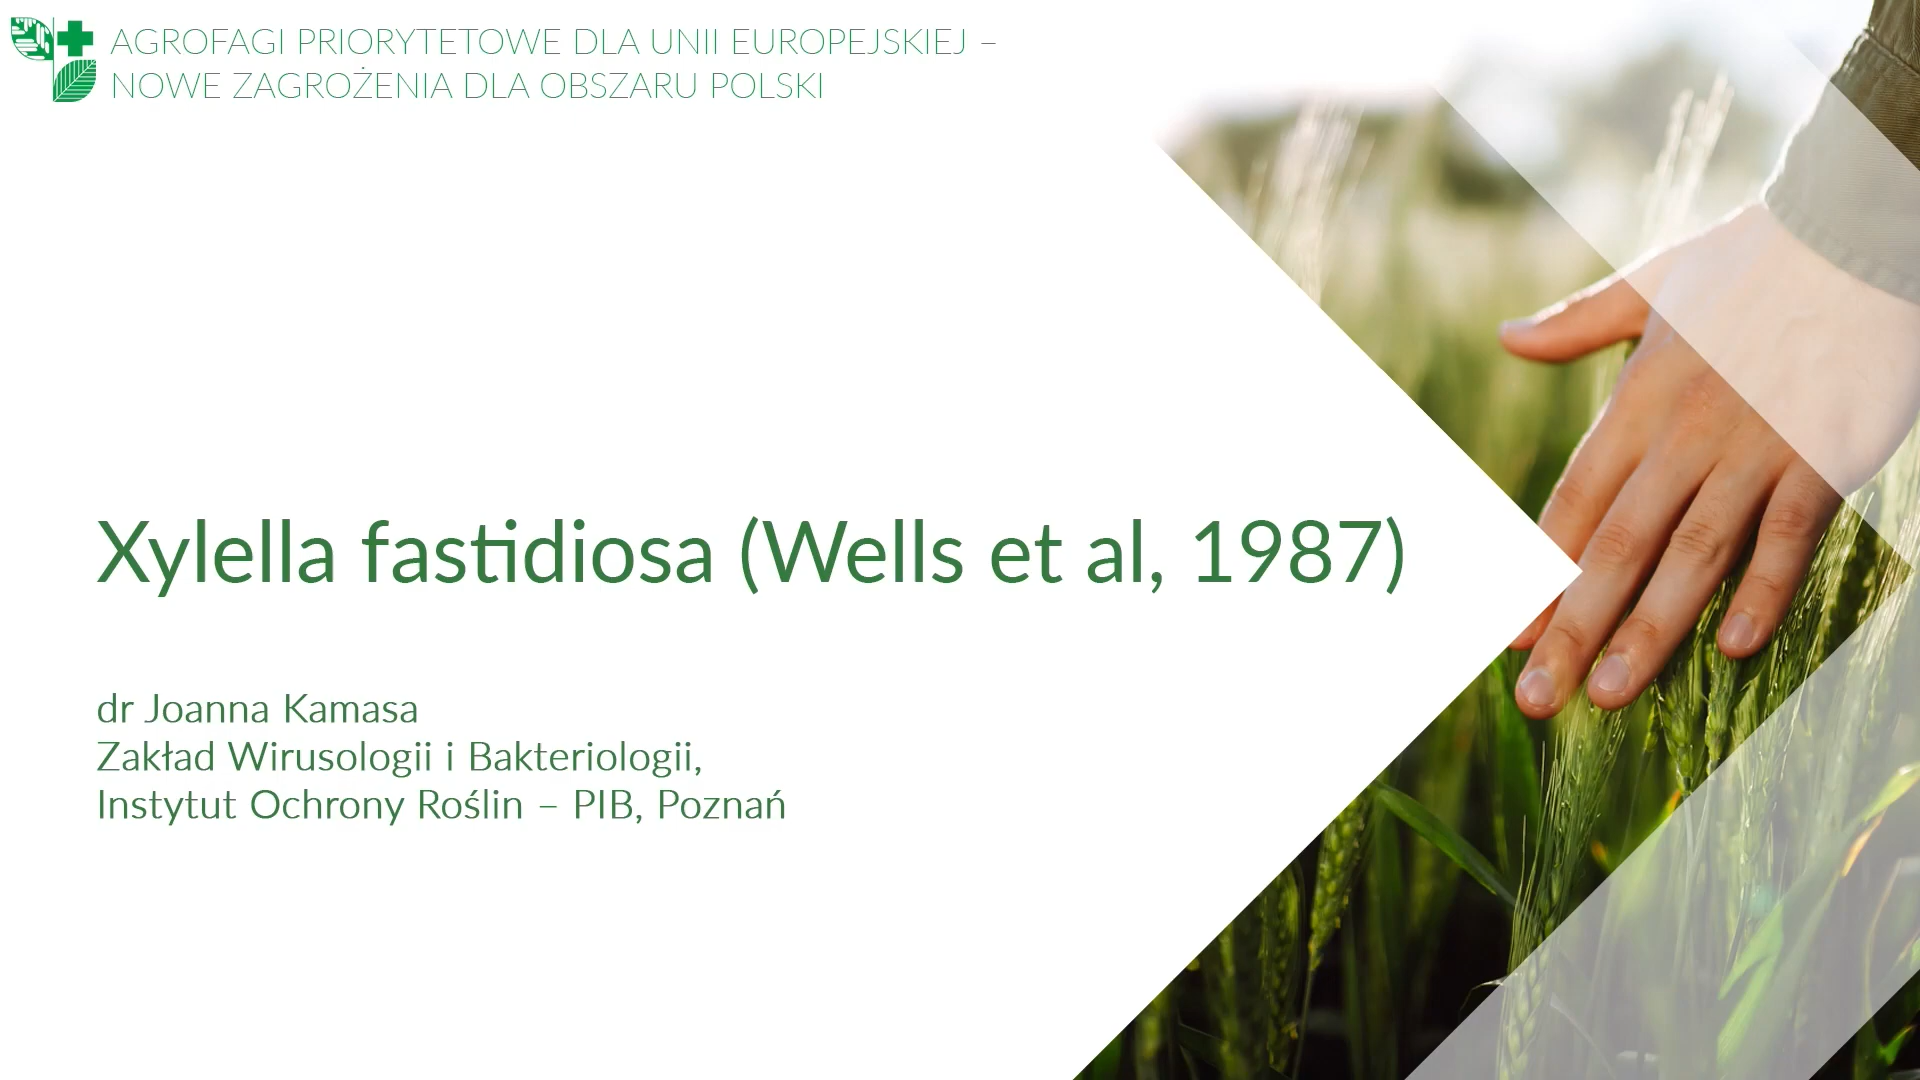 AGROFAGI PRIORYTETOWE DLA UNII EUROPEJSKIEJ –
NOWE ZAGROŻENIA DLA OBSZARU POLSKI
Xylella fastidiosa (Wells et al, 1987)
dr Joanna Kamasa
Zakład Wirusologii i Bakteriologii,
Instytut Ochrony Roślin – PIB, Poznań